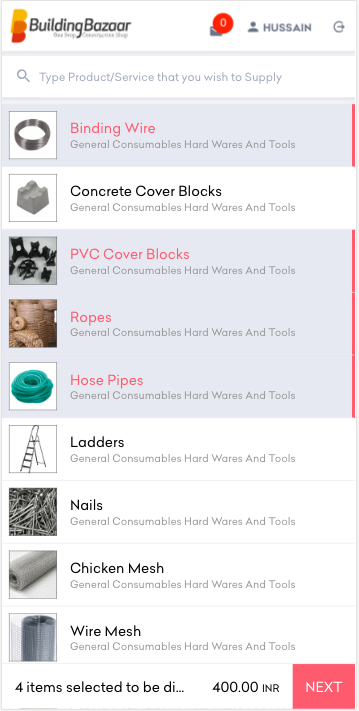 BuildingBazaar
One Stop Construction Shop
0
HUSSAIN
Type Product/Service that you wish to Supply
Binding Wire
General Consumables Hard Wares And Tools
Concrete Cover Blocks
General Consumables Hard Wares And Tools
PVC Cover Blocks
General Consumables Hard Wares And Tools
Ropes
General Consumables Hard Wares And Tools
Hose Pipes
General Consumables Hard Wares And Tools
Ladders
General Consumables Hard Wares And Tools
Nails
General Consumables Hard Wares And Tools
Chicken Mesh
General Consumables Hard Wares And Tools
Wire Mesh
General Consumables Hard Wares And Tools
4 items selected to be di... 400.00 INR NEXT